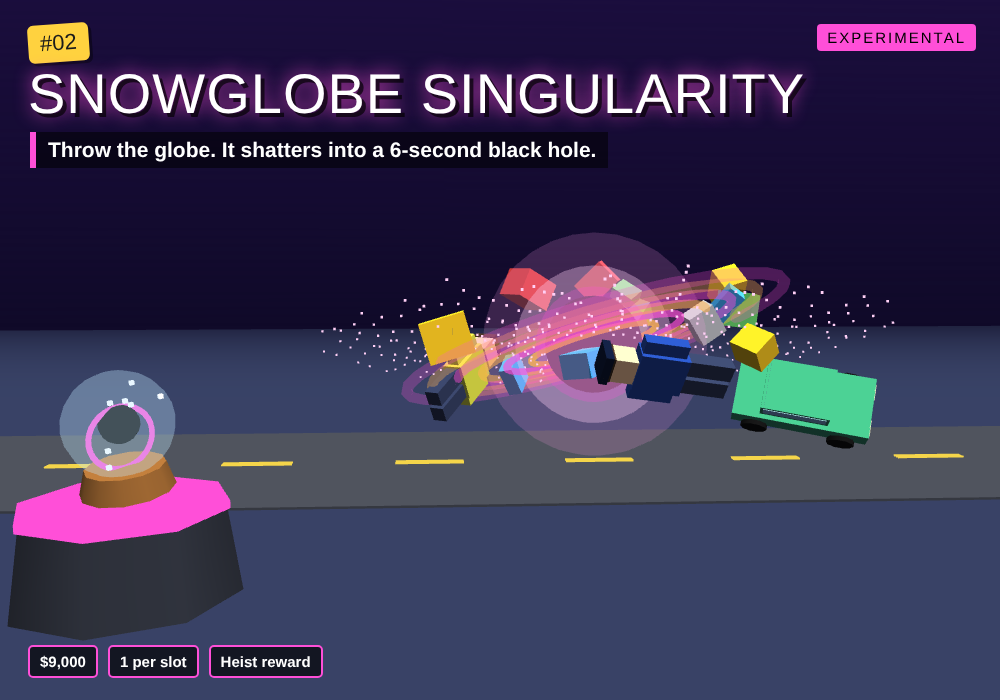 #02
EXPERIMENTAL
SNOWGLOBE SINGULARITY
Throw the globe. It shatters into a 6-second black hole.
$9,000
1 per slot
Heist reward